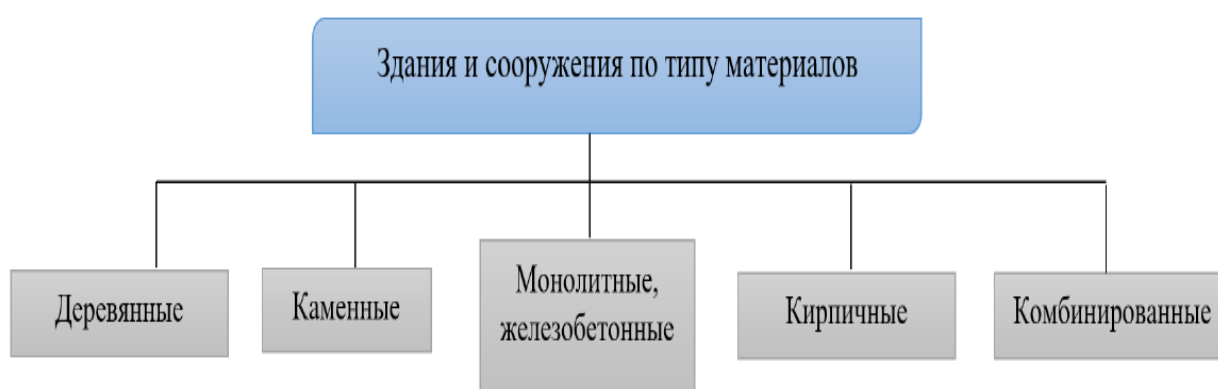 Здания и сооружения по типу материалов
Деревянные
Каменные
Монолитные,
железобетонные
Кирпичные
Комбинированные